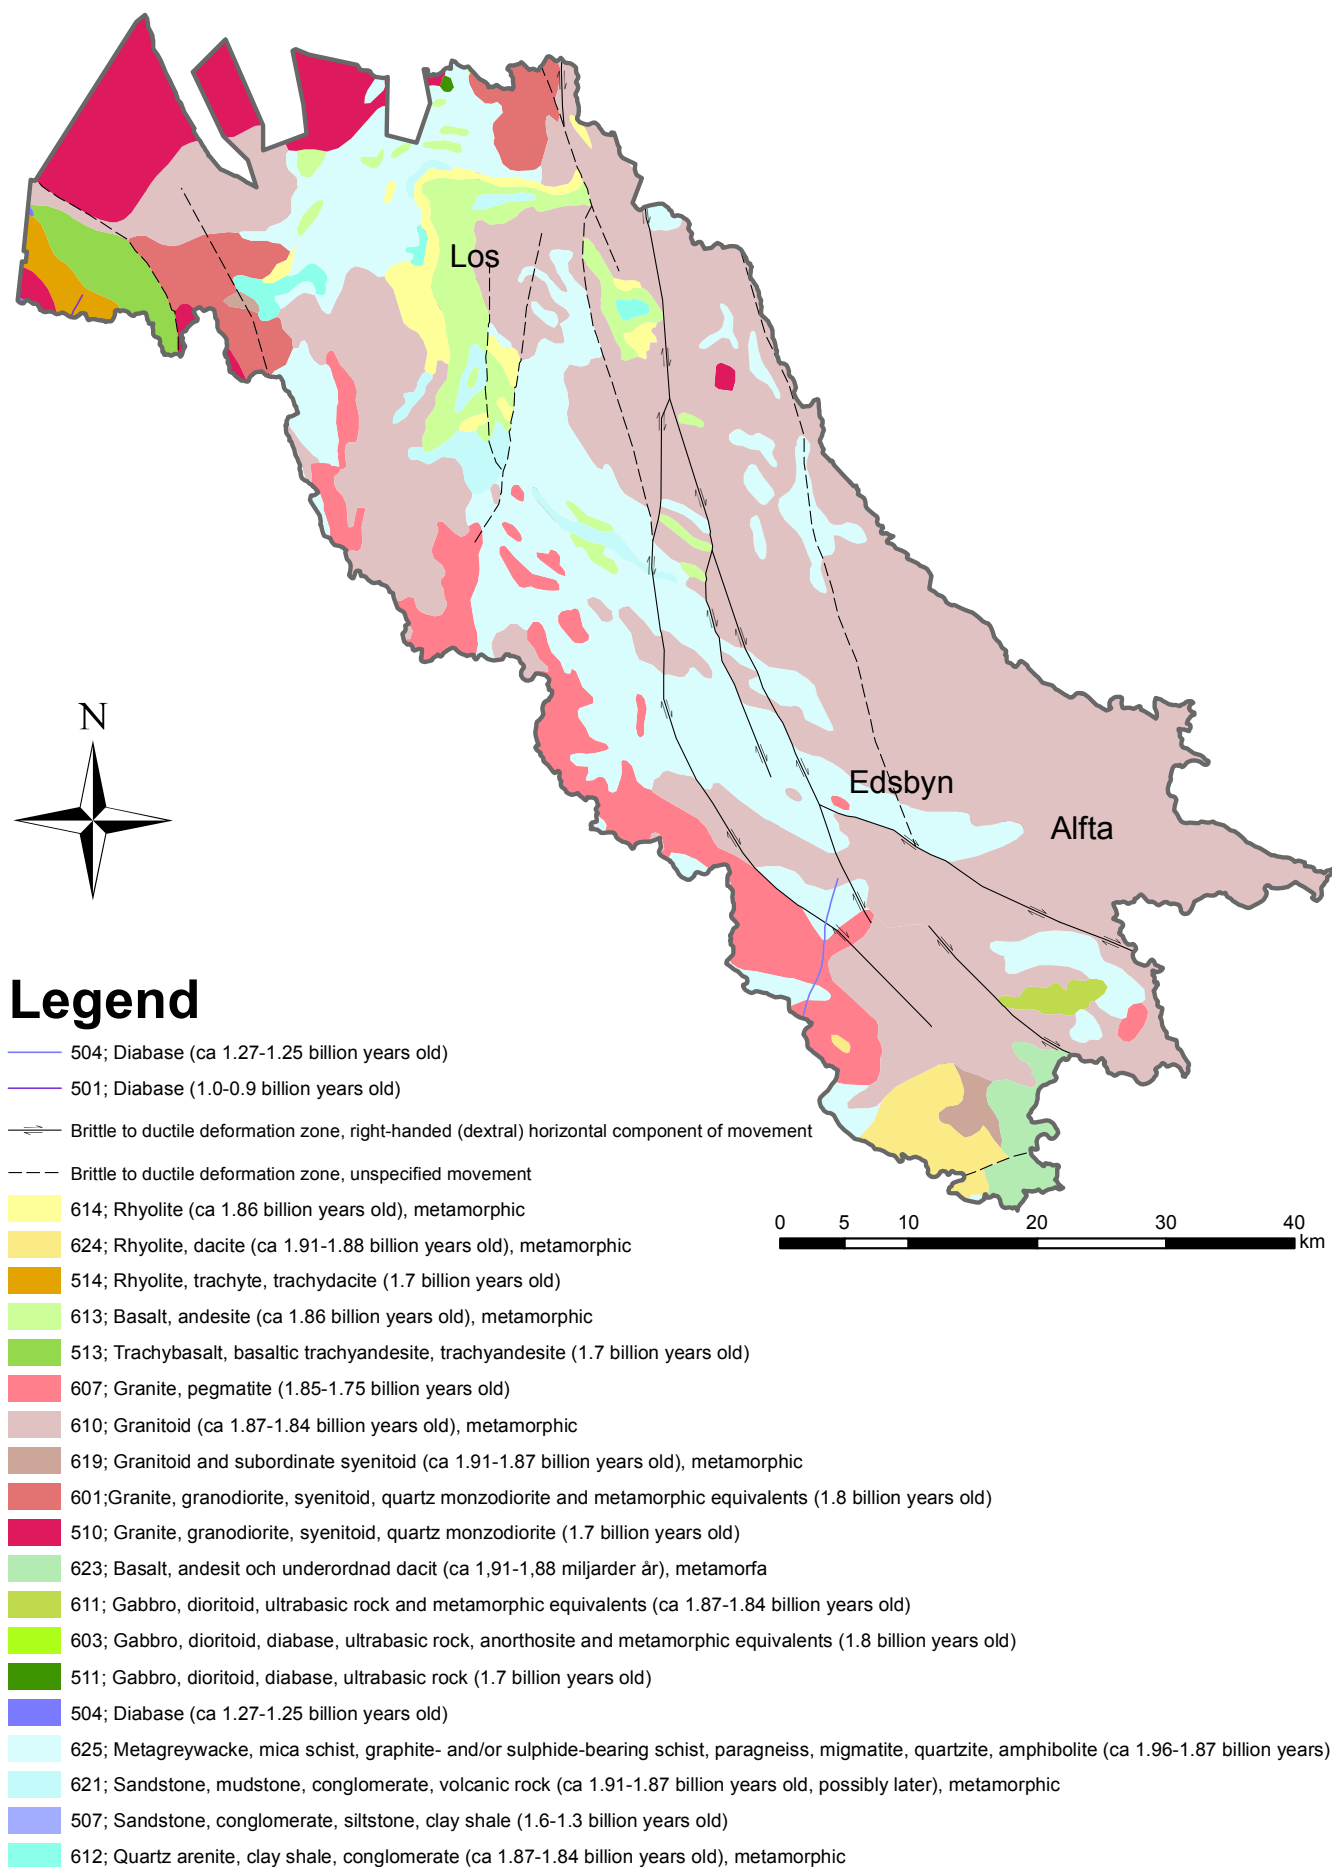 Los
N
Edsbyn
Alfta
Legend
504; Diabase (ca 1.27-1.25 billion years old)
501; Diabase (1.0-0.9 billion years old)
Brittle to ductile deformation zone, right-handed (dextral) horizontal component of movement
Brittle to ductile deformation zone, unspecified movement
614; Rhyolite (ca 1.86 billion years old), metamorphic
624; Rhyolite, dacite (ca 1.91-1.88 billion years old), metamorphic
514; Rhyolite, trachyte, trachydacite (1.7 billion years old)
613; Basalt, andesite (ca 1.86 billion years old), metamorphic
513; Trachybasalt, basaltic trachyandesite, trachyandesite (1.7 billion years old)
607; Granite, pegmatite (1.85-1.75 billion years old)
610; Granitoid (ca 1.87-1.84 billion years old), metamorphic
619; Granitoid and subordinate syenitoid (ca 1.91-1.87 billion years old), metamorphic
601;Granite, granodiorite, syenitoid, quartz monzodiorite and metamorphic equivalents (1.8 billion years old)
510; Granite, granodiorite, syenitoid, quartz monzodiorite (1.7 billion years old)
623; Basalt, andesit och underordnad dacit (ca 1,91-1,88 miljarder år), metamorfa
611; Gabbro, dioritoid, ultrabasic rock and metamorphic equivalents (ca 1.87-1.84 billion years old)
603; Gabbro, dioritoid, diabase, ultrabasic rock, anorthosite and metamorphic equivalents (1.8 billion years old)
511; Gabbro, dioritoid, diabase, ultrabasic rock (1.7 billion years old)
504; Diabase (ca 1.27-1.25 billion years old)
625; Metagreywacke, mica schist, graphite- and/or sulphide-bearing schist, paragneiss, migmatite, quartzite, amphibolite (ca 1.96-1.87 billion years)
621; Sandstone, mudstone, conglomerate, volcanic rock (ca 1.91-1.87 billion years old, possibly later), metamorphic
507; Sandstone, conglomerate, siltstone, clay shale (1.6-1.3 billion years old)
612; Quartz arenite, clay shale, conglomerate (ca 1.87-1.84 billion years old), metamorphic
0 5 10 20 30 40
km